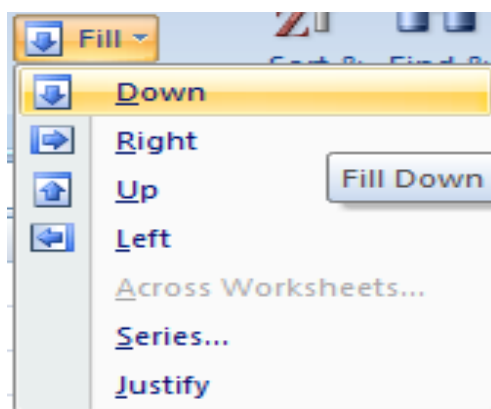 Fill
Down
Right
Fill Down
Up
Left
Across Worksheets...
Series...
Justify